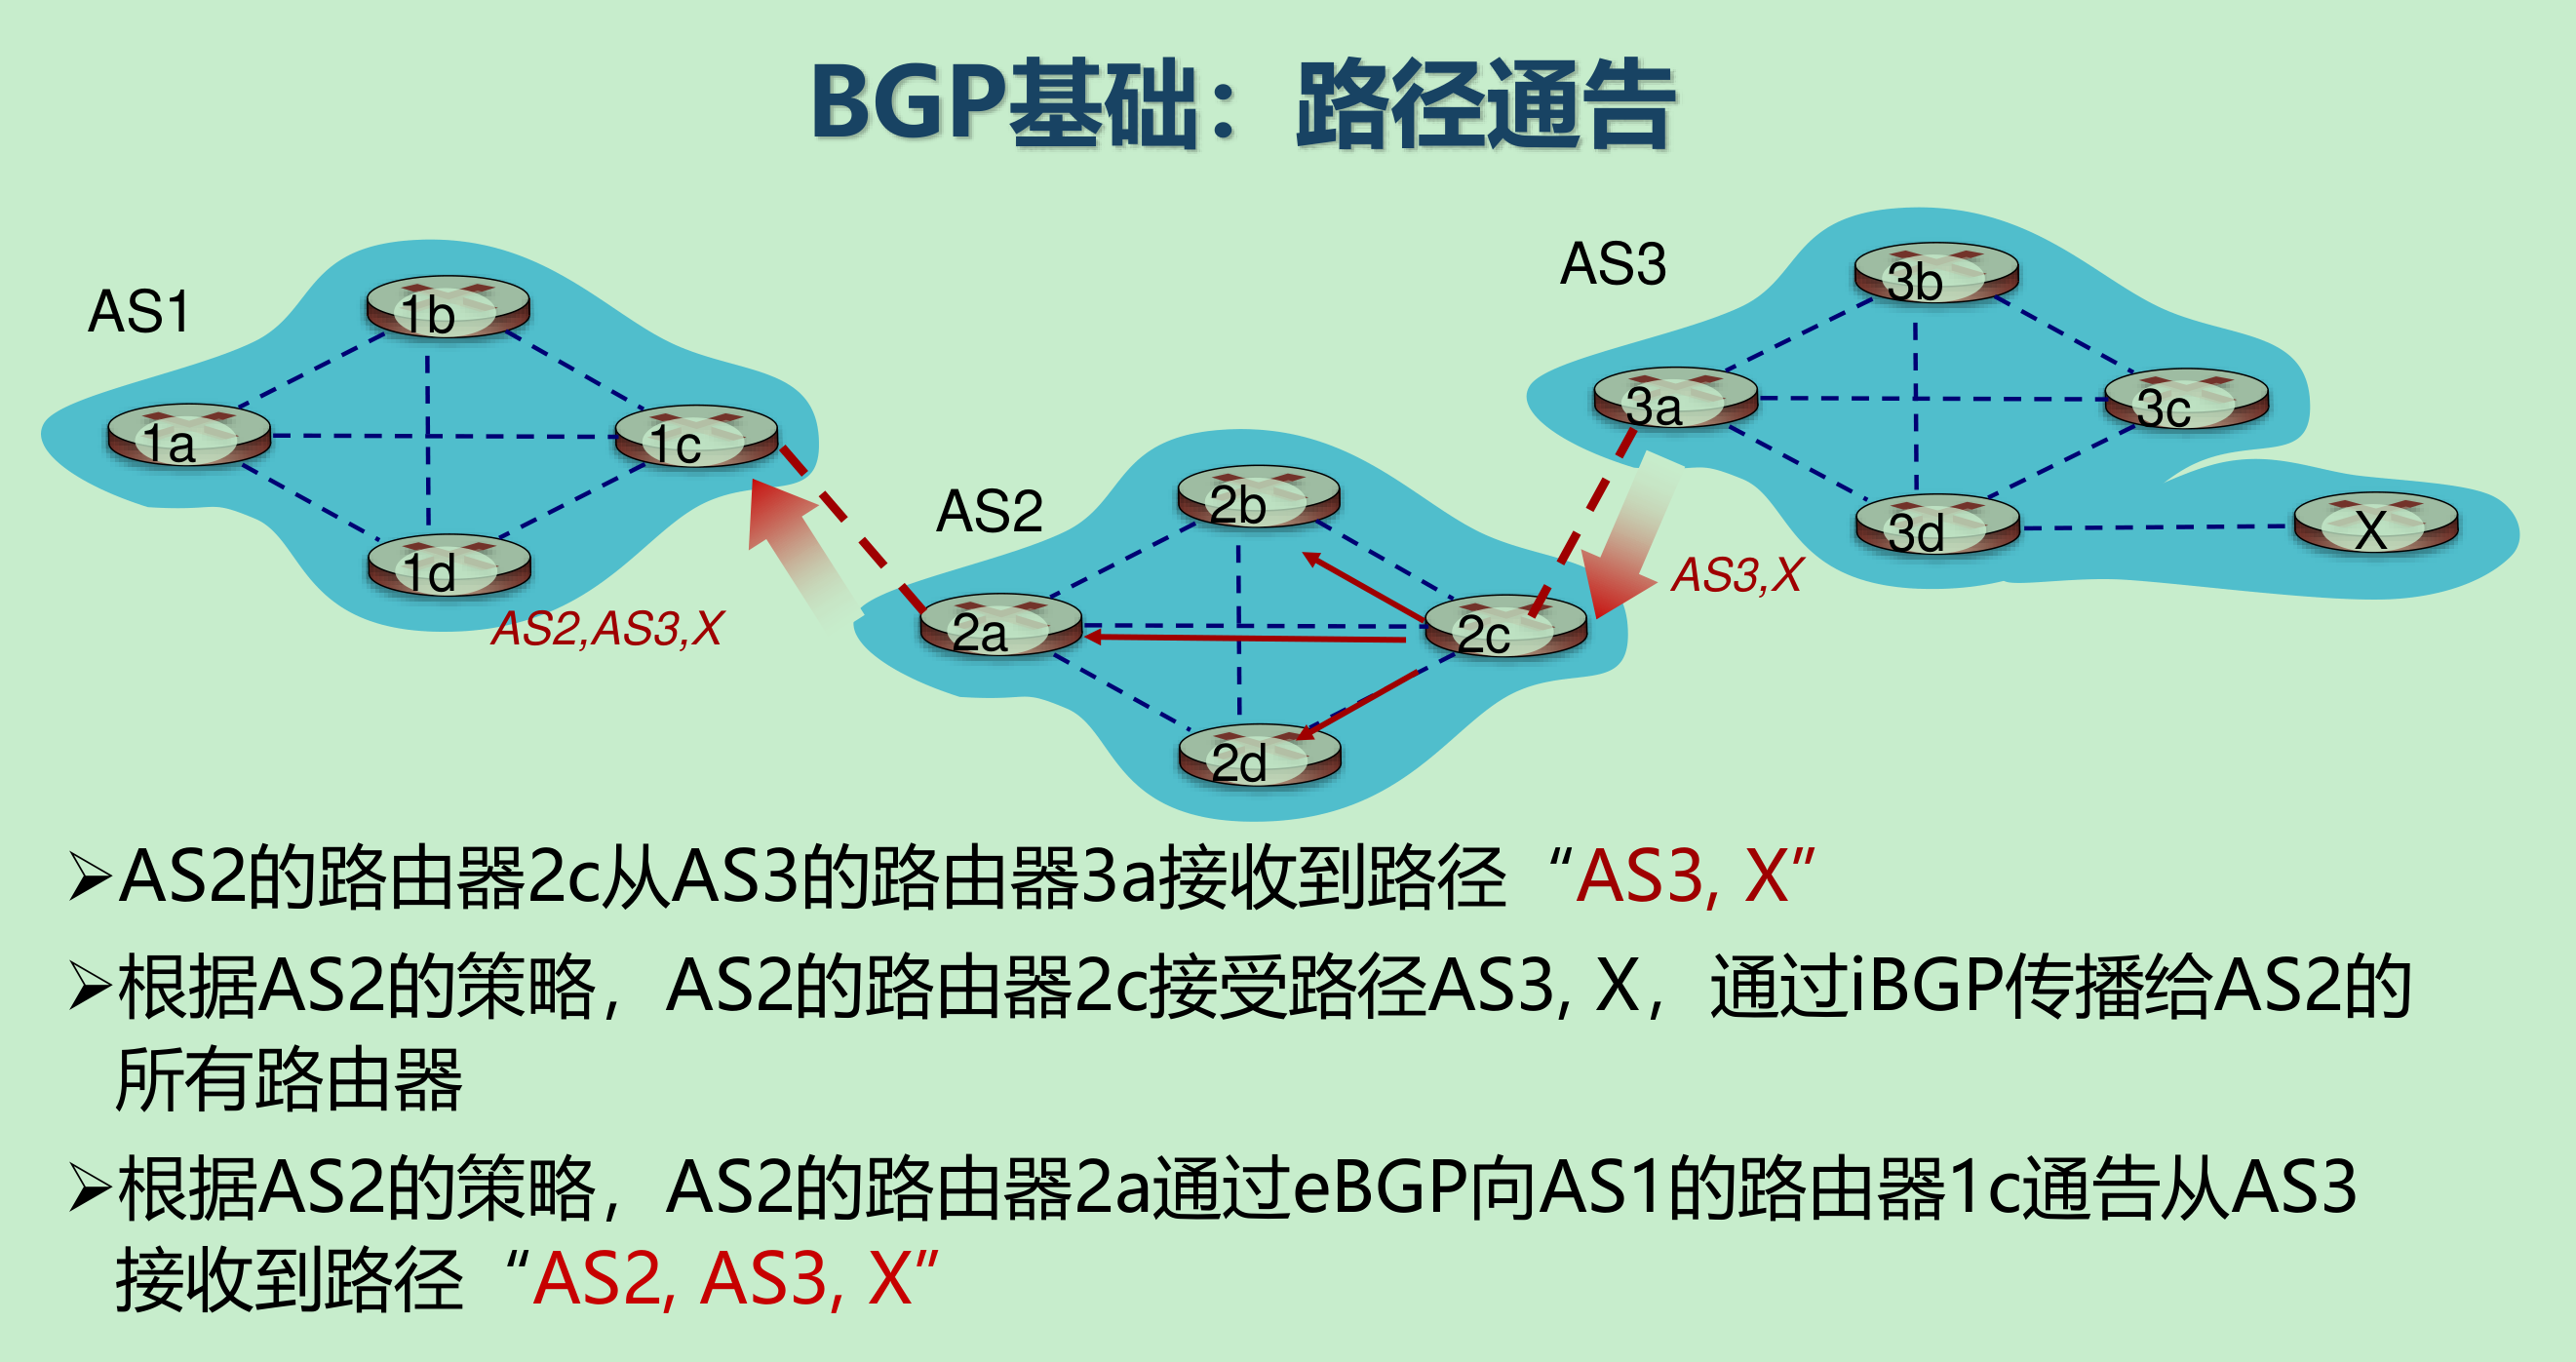 BGP基础：路径通告
AS1
1b
1a
1c
1d
AS2,AS3,X
AS2
2b
2a
2c
2d
AS3
3b
3a
3c
3d
X
AS3,X
➢AS2的路由器2c从AS3的路由器3a接收到路径“AS3, X”
➢根据AS2的策略，AS2的路由器2c接受路径AS3, X，通过iBGP传播给AS2的
所有路由器
➢根据AS2的策略，AS2的路由器2a通过eBGP向AS1的路由器1c通告从AS3
接收到路径“AS2, AS3, X”